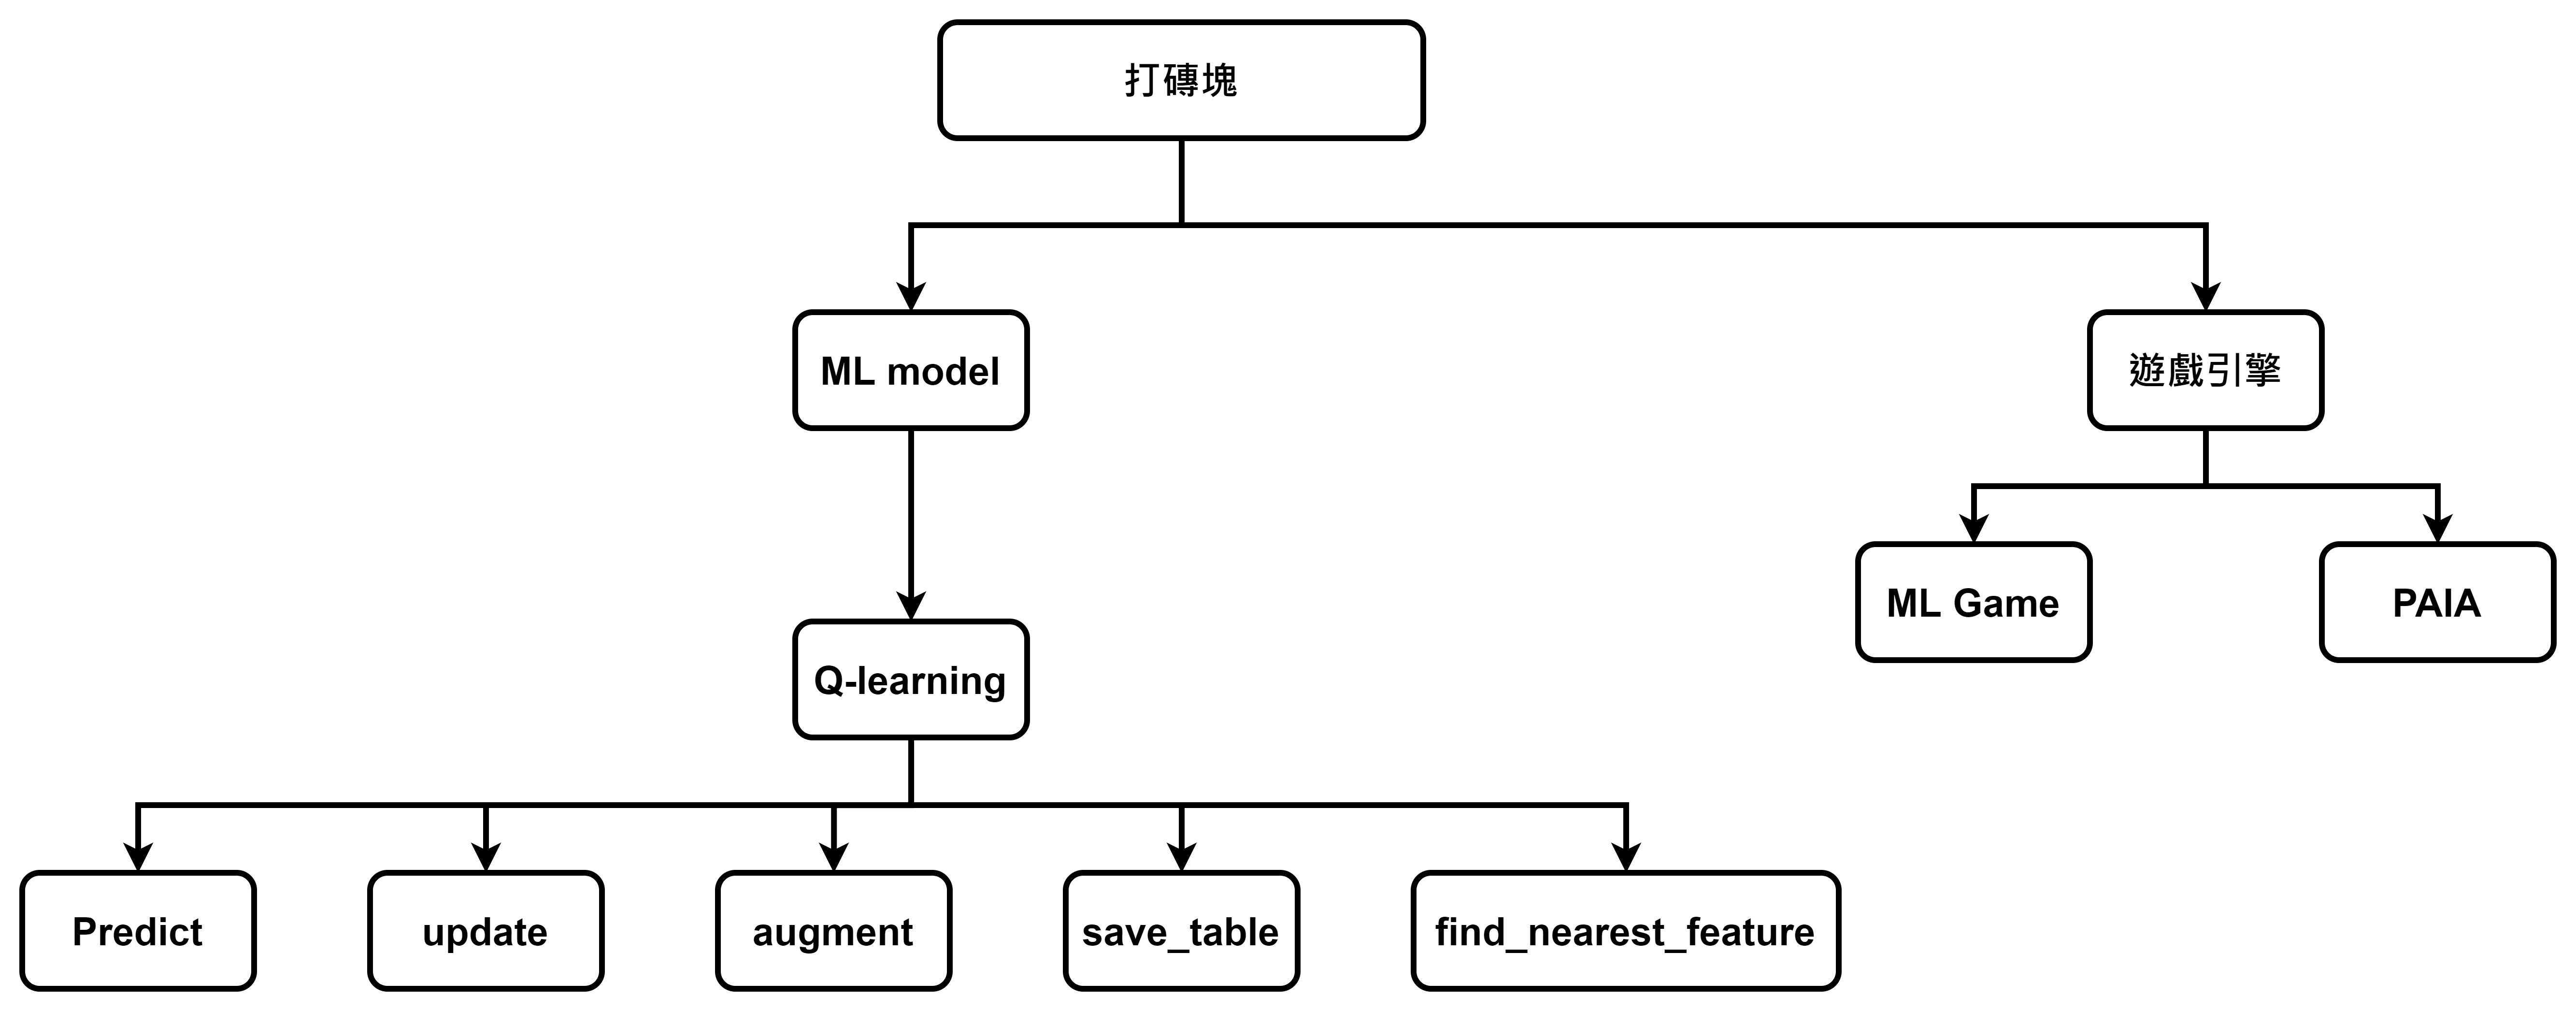 打磚塊
ML model
遊戲引擎
ML Game
PAIA
Q-learning
Predict
update
augment
save_table
find_nearest_feature